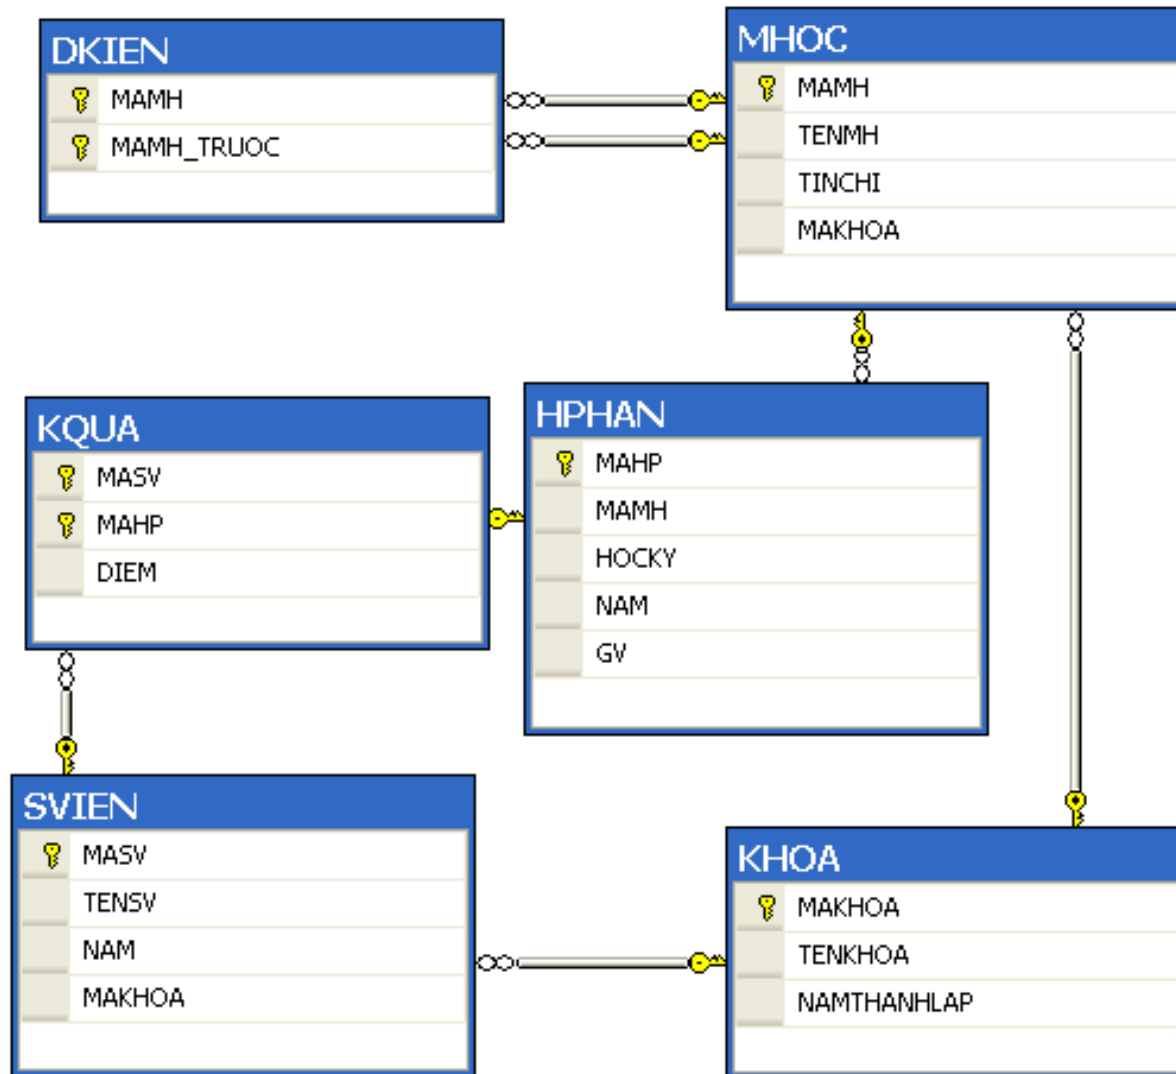 DKIEN
MAMH
MAMH_TRUOC
MHOC
MAMH
TENMH
TINCHI
MAKHOA
KQUA
MASV
MAHP
DIEM
HPHAN
MAHP
MAMH
HOCKY
NAM
GV
SVIEN
MASV
TENSV
NAM
MAKHOA
KHOA
MAKHOA
TENKHOA
NAMTHANHLAP